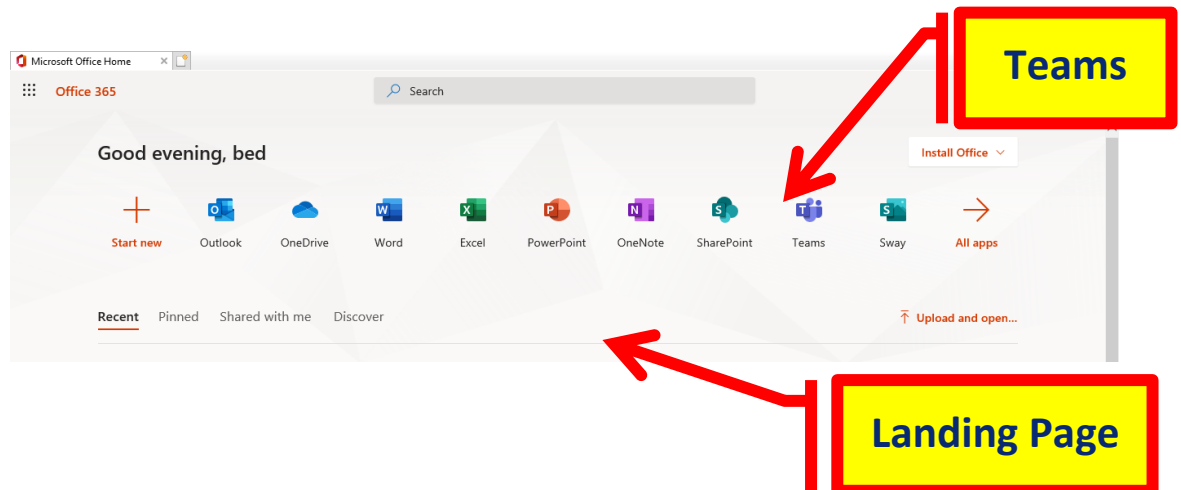 Teams
Microsoft Office Home
Office 365
Search
Good evening, bed
Install Office
Start new Outlook OneDrive Word Excel PowerPoint OneNote SharePoint Teams Sway All apps
Recent Pinned Shared with me Discover Upload and open...
Landing Page